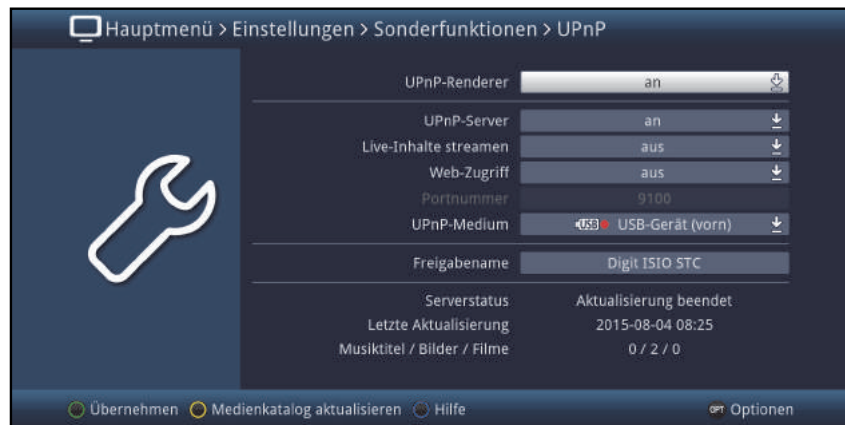 Hauptmenü > Einstellungen > Sonderfunktionen > UPnP
UPnP-Renderer an
UPnP-Server an
Live-Inhalte streamen aus
Web-Zugriff aus
Portnummer 9100
UPnP-Medium USB USB-Gerät (vorn)
Freigabename Digit ISIO STC
Serverstatus Aktualisierung beendet
Letzte Aktualisierung 2015-08-04 08:25
Musiktitel / Bilder / Filme 0 / 2 / 0
Übernehmen Medienkatalog aktualisieren Hilfe OPT Optionen